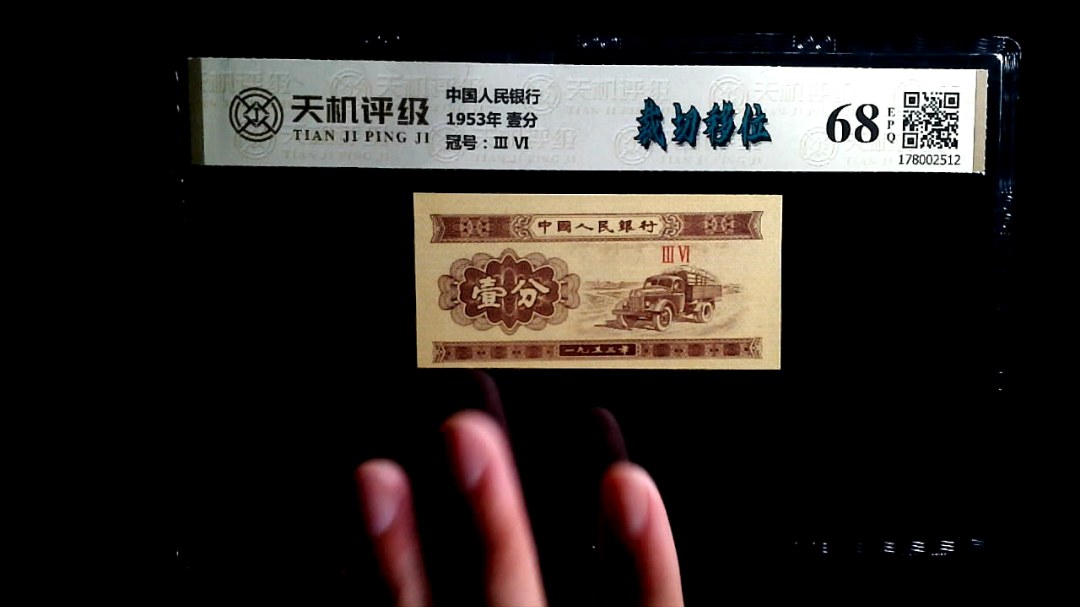 天机评级
TIAN JI PING JI
中国人民银行
1953年 壹分
冠号：III VI
裁切移位
68
EPQ
178002512
中國人民銀行
III VI
壹分
一九五三年